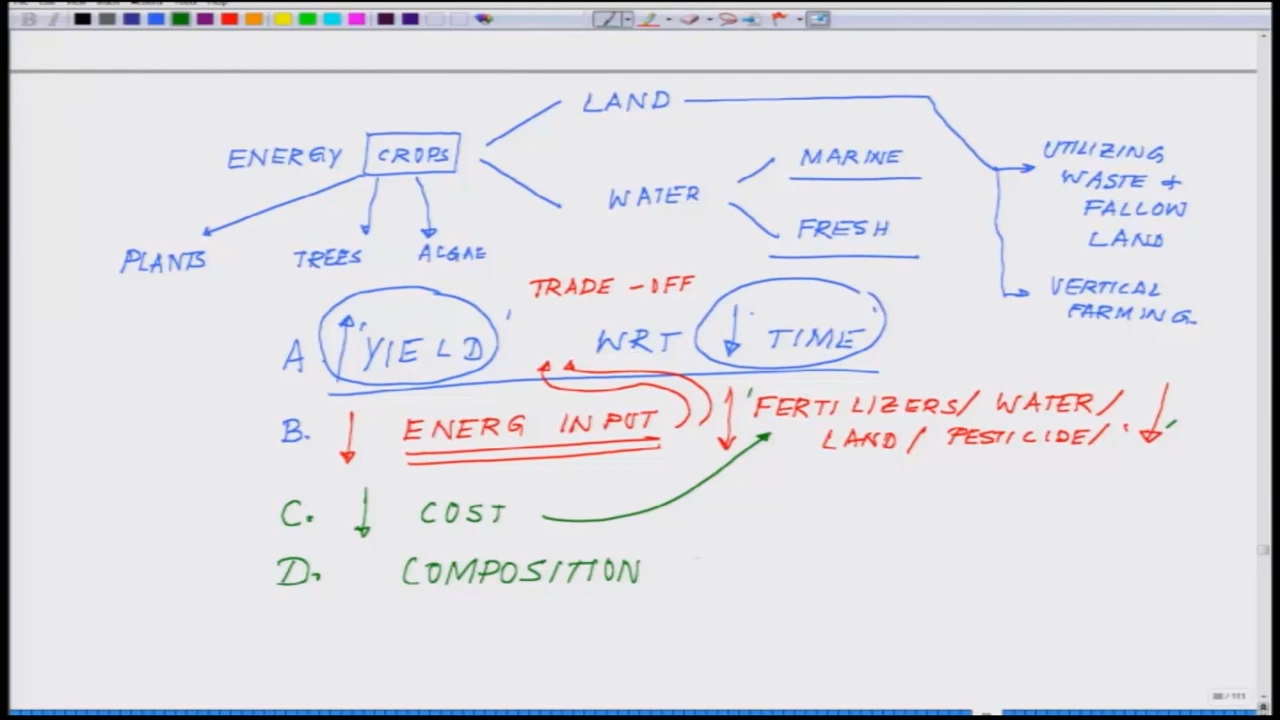 LAND
ENERGY CROPS
MARINE
UTILIZING
WASTE +
FALLOW
LAND
WATER
FRESH
PLANTS
TREES
ALGAE
VERTICAL
FARMING
TRADE-OFF
A ↑ 'YIELD' WRT ↓ 'TIME'
B. ↓ ENERG INPUT ↓ 'FERTILIZERS/ WATER/
LAND/ PESTICIDE/ ' ↓ '
C. ↓ COST
D. COMPOSITION